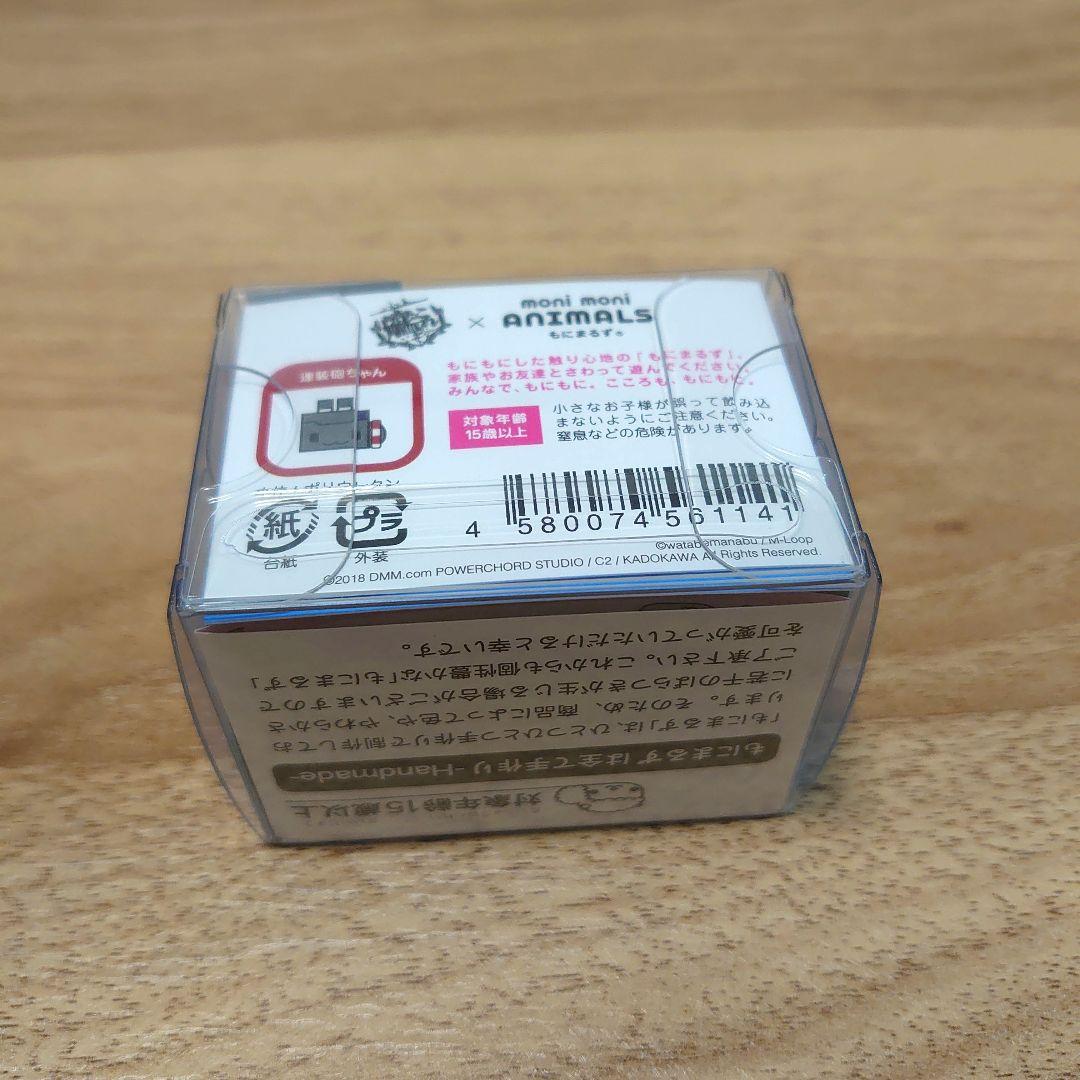 ×
moni moni
ANIMALS
もにまるず®
連装砲ちゃん
もにもにした触り心地の「もにまるず」。
家族やお友達とさわって遊んでください。
みんなで、もにもに。こころも、もにもに。
対象年齢
15歳以上
小さなお子様が誤って飲み込
まないようにご注意ください。
窒息などの危険があります。
ポリウレタン
紙
台紙
プラ
外装
4 580074 561141
©watabemanabu / M-Loop
©2018 DMM.com POWERCHORD STUDIO / C2 / KADOKAWA All Rights Reserved.
対象年齢15歳以上
もにまるずは全て手作り -Handmade-
「もにまるず」は、ひとつひとつ手作りで制作してお
ります。そのため、商品によって色や、やわらかさ
に若干のばらつきが生じる場合がございますので
ご了承下さい。これからも個性豊かな「もにまるず」
を可愛がっていただけると幸いです。